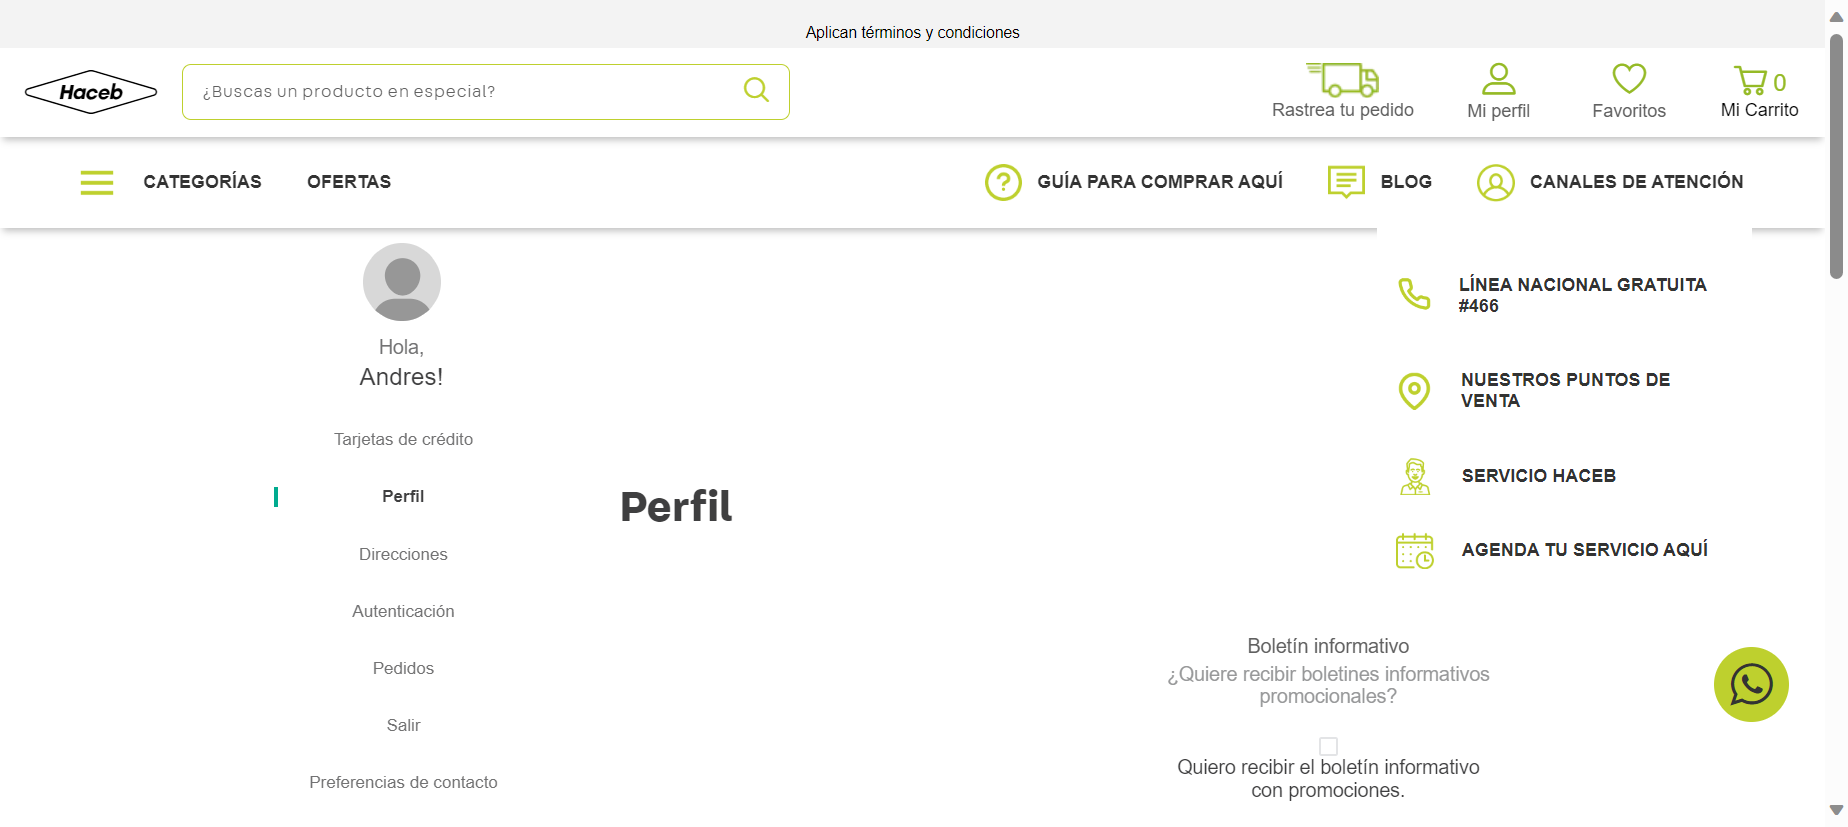 Aplican términos y condiciones
Haceb
¿Buscas un producto en especial?
Rastrea tu pedido
Mi perfil
Favoritos
0
Mi Carrito
CATEGORÍAS
OFERTAS
GUÍA PARA COMPRAR AQUÍ
BLOG
CANALES DE ATENCIÓN
Hola,
Andres!
Tarjetas de crédito
Perfil
Direcciones
Autenticación
Pedidos
Salir
Preferencias de contacto
Perfil
LÍNEA NACIONAL GRATUITA
#466
NUESTROS PUNTOS DE
VENTA
SERVICIO HACEB
AGENDA TU SERVICIO AQUÍ
Boletín informativo
¿Quiere recibir boletines informativos
promocionales?
Quiero recibir el boletín informativo
con promociones.